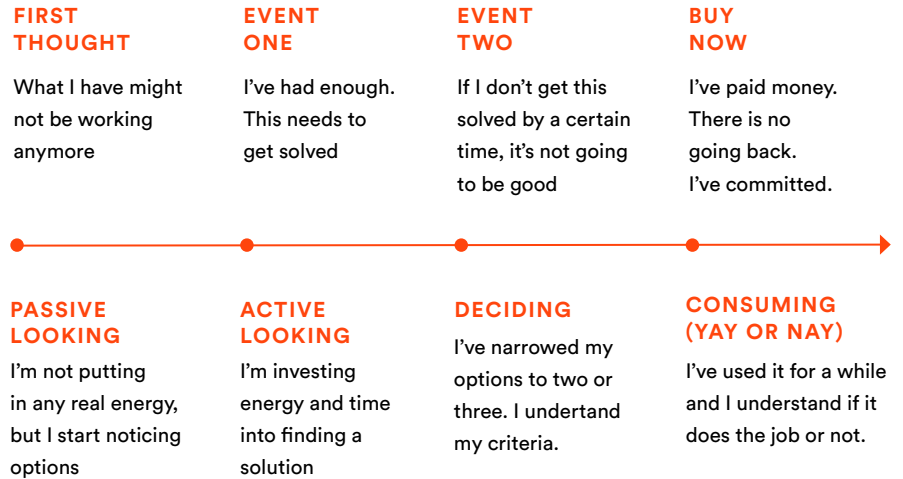 FIRST
THOUGHT
What I have might
not be working
anymore
EVENT
ONE
I've had enough.
This needs to
get solved
EVENT
TWO
If I don't get this
solved by a certain
time, it's not going
to be good
BUY
NOW
I've paid money.
There is no
going back.
I've committed.
PASSIVE
LOOKING
I'm not putting
in any real energy,
but I start noticing
options
ACTIVE
LOOKING
I'm investing
energy and time
into finding a
solution
DECIDING
I've narrowed my
options to two or
three. I undertand
my criteria.
CONSUMING
(YAY OR NAY)
I've used it for a while
and I understand if it
does the job or not.